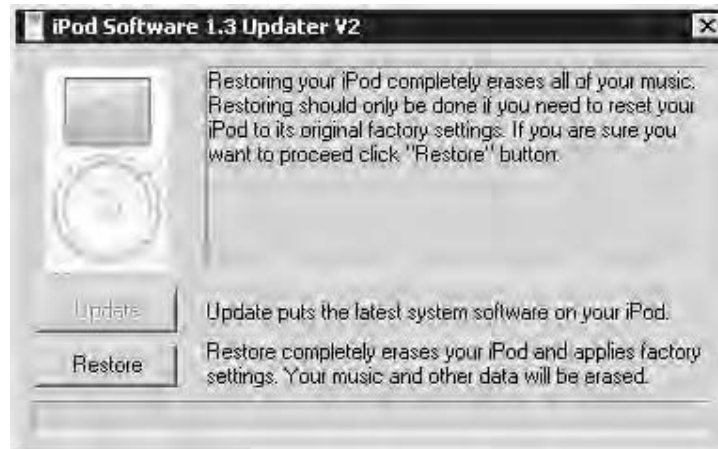 iPod Software 1.3 Updater V2
Restoring your iPod completely erases all of your music.
Restoring should only be done if you need to reset your
iPod to its original factory settings. If you are sure you
want to proceed click "Restore" button.
Update
Update puts the latest system software on your iPod.
Restore
Restore completely erases your iPod and applies factory
settings. Your music and other data will be erased.